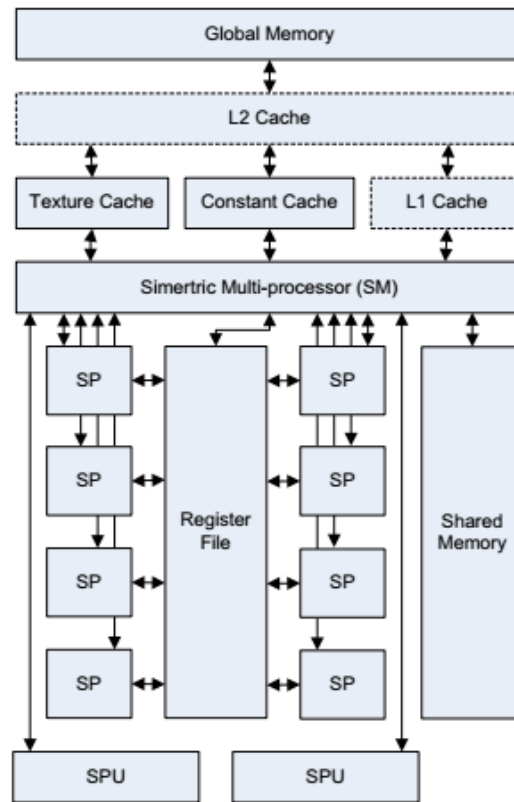 Global Memory
L2 Cache
Texture Cache
Constant Cache
L1 Cache
Simertric Multi-processor (SM)
SP
SP
SP
SP
Register
File
SP
SP
SP
SP
Shared
Memory
SPU
SPU